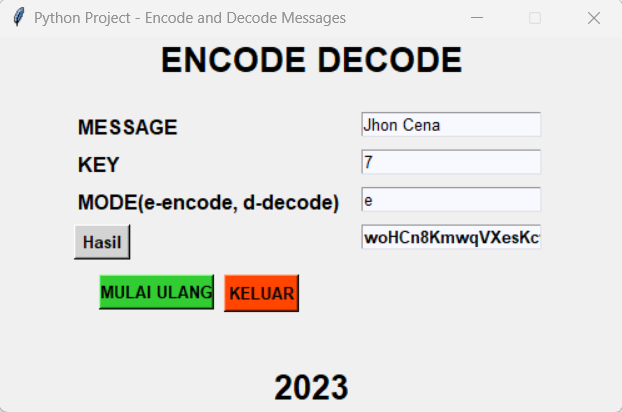 Python Project - Encode and Decode Messages
ENCODE DECODE
MESSAGE Jhon Cena
KEY 7
MODE(e-encode, d-decode) e
Hasil woHCn8KmwqVXesKc
MULAI ULANG KELUAR
2023